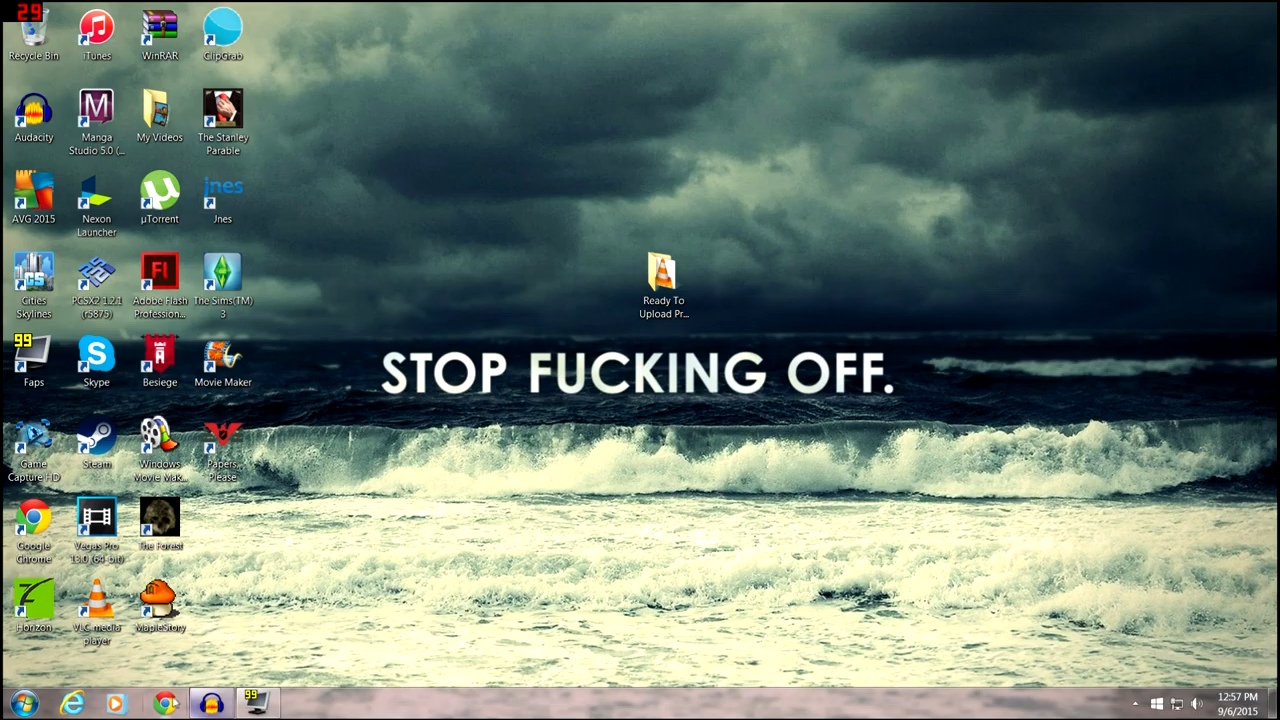 29
Recycle Bin
iTunes
WinRAR
ClipGrab
Audacity
Manga
Studio 5.0 (...
My Videos
The Stanley
Parable
AVG 2015
Nexon
Launcher
µTorrent
jnes
Jnes
Cities
Skylines
PCSX2 1.2.1
(r5875)
Adobe Flash
Profession...
The Sims(TM)
3
Ready To
Upload Pr...
99
Faps
Skype
Besiege
Movie Maker
STOP FUCKING OFF.
Game
Capture HD
Steam
Windows
Movie Mak...
Papers,
Please
Google
Chrome
Vegas Pro
13.0 (64-bit)
The Forest
Horizon
VLC media
player
MapleStory
99
12:57 PM
9/6/2015